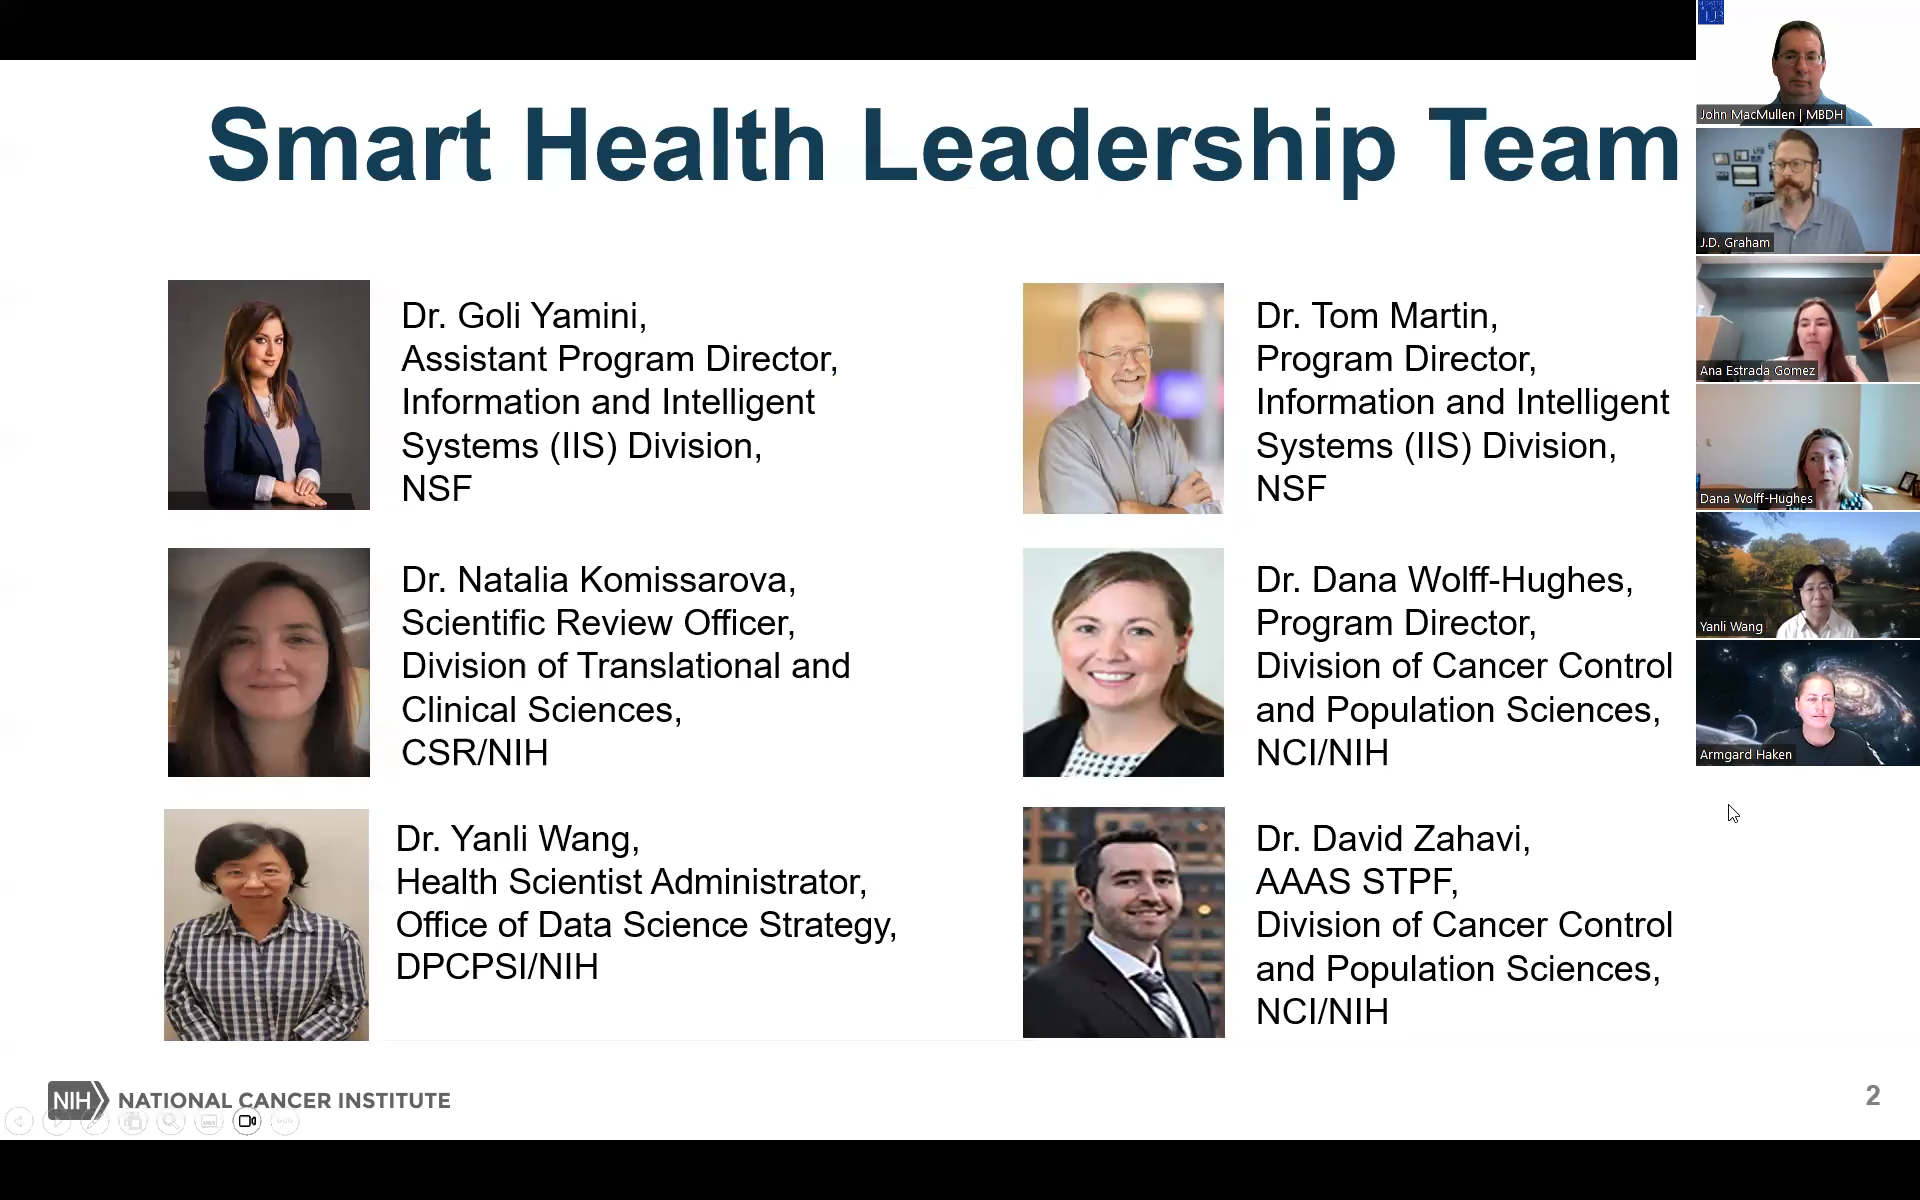 Smart Health Leadership Team
Dr. Goli Yamini,
Assistant Program Director,
Information and Intelligent
Systems (IIS) Division,
NSF
Dr. Tom Martin,
Program Director,
Information and Intelligent
Systems (IIS) Division,
NSF
Dr. Natalia Komissarova,
Scientific Review Officer,
Division of Translational and
Clinical Sciences,
CSR/NIH
Dr. Dana Wolff-Hughes,
Program Director,
Division of Cancer Control
and Population Sciences,
NCI/NIH
Dr. Yanli Wang,
Health Scientist Administrator,
Office of Data Science Strategy,
DPCPSI/NIH
Dr. David Zahavi,
AAAS STPF,
Division of Cancer Control
and Population Sciences,
NCI/NIH
NIH NATIONAL CANCER INSTITUTE
2
John MacMullen | MBDH
J.D. Graham
Ana Estrada Gomez
Dana Wolff-Hughes
Yanli Wang
Armgard Haken